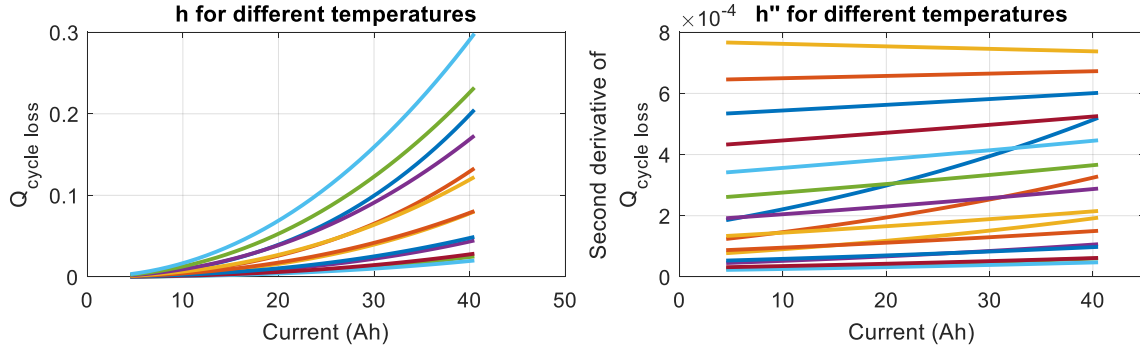 h for different temperatures
0.3
0.2
0.1
0
Q_cycle loss
0 10 20 30 40 50
Current (Ah)
h'' for different temperatures
×10^-4
8
6
4
2
0
Second derivative of
Q_cycle loss
0 10 20 30 40
Current (Ah)